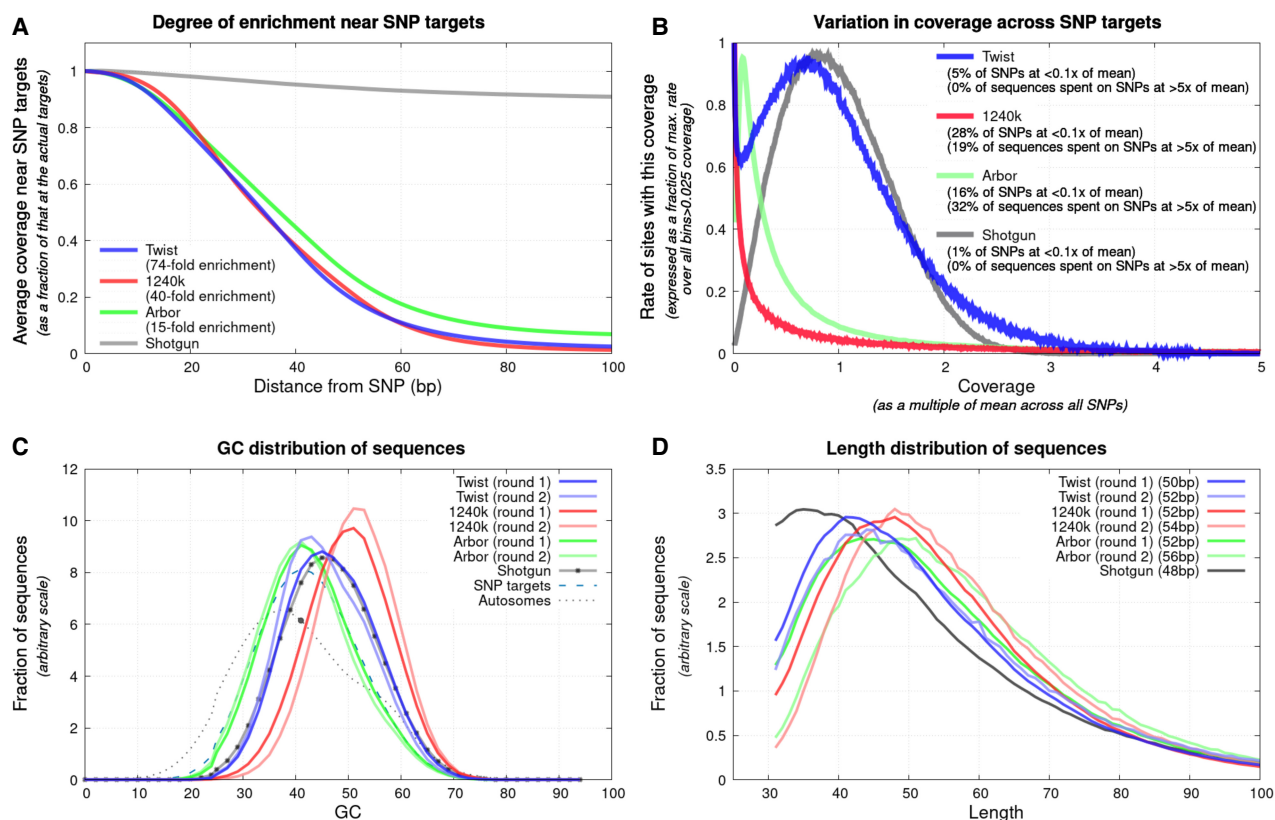 A
Degree of enrichment near SNP targets
Average coverage near SNP targets
(as a fraction of that at the actual targets)
1
0.8
0.6
0.4
0.2
0
Twist
(74-fold enrichment)
1240k
(40-fold enrichment)
Arbor
(15-fold enrichment)
Shotgun
0 20 40 60 80 100
Distance from SNP (bp)
B
Variation in coverage across SNP targets
Rate of sites with this coverage
(expressed as a fraction of max. rate
over all bins>0.025 coverage)
1
0.8
0.6
0.4
0.2
0
Twist
(5% of SNPs at <0.1x of mean)
(0% of sequences spent on SNPs at >5x of mean)
1240k
(28% of SNPs at <0.1x of mean)
(19% of sequences spent on SNPs at >5x of mean)
Arbor
(16% of SNPs at <0.1x of mean)
(32% of sequences spent on SNPs at >5x of mean)
Shotgun
(1% of SNPs at <0.1x of mean)
(0% of sequences spent on SNPs at >5x of mean)
0 1 2 3 4 5
Coverage
(as a multiple of mean across all SNPs)
C
GC distribution of sequences
Fraction of sequences
(arbitrary scale)
12
10
8
6
4
2
0
Twist (round 1)
Twist (round 2)
1240k (round 1)
1240k (round 2)
Arbor (round 1)
Arbor (round 2)
Shotgun
SNP targets
Autosomes
0 10 20 30 40 50 60 70 80 90 100
GC
D
Length distribution of sequences
Fraction of sequences
(arbitrary scale)
3.5
3
2.5
2
1.5
1
0.5
0
Twist (round 1) (50bp)
Twist (round 2) (52bp)
1240k (round 1) (52bp)
1240k (round 2) (54bp)
Arbor (round 1) (52bp)
Arbor (round 2) (56bp)
Shotgun (48bp)
30 40 50 60 70 80 90 100
Length